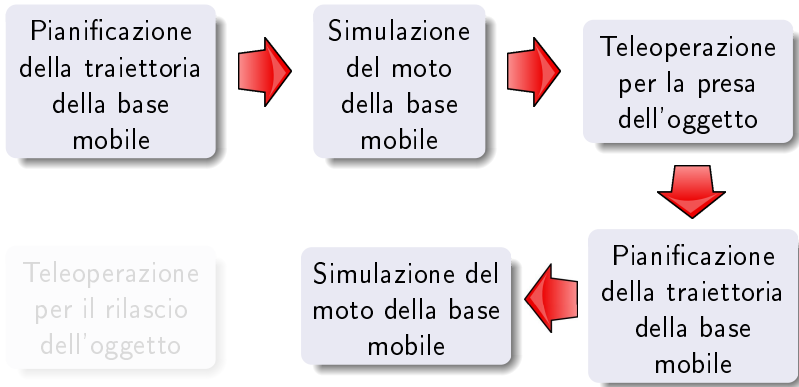 Pianificazione
della traiettoria
della base
mobile
Simulazione
del moto
della base
mobile
Teleoperazione
per la presa
dell'oggetto
Pianificazione
della traiettoria
della base
mobile
Simulazione del
moto della base
mobile
Teleoperazione
per il rilascio
dell'oggetto